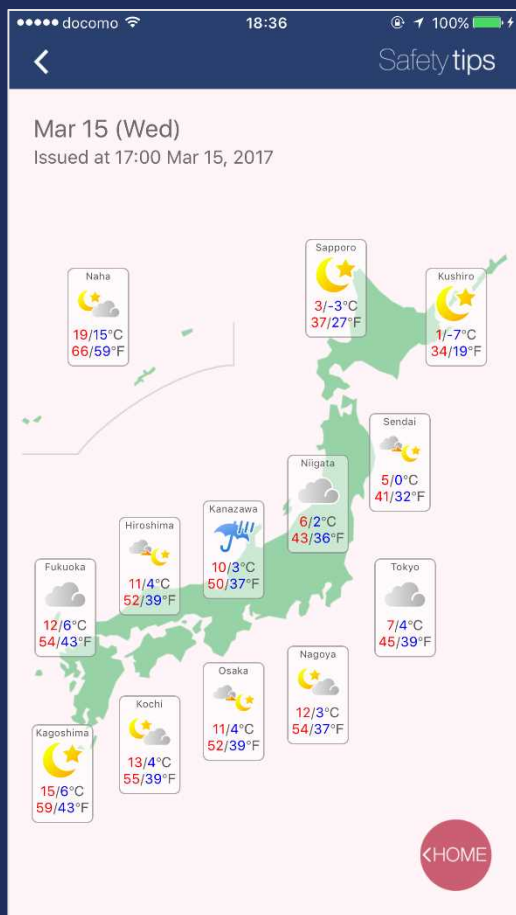 docomo 18:36 100%
Safety tips
Mar 15 (Wed)
Issued at 17:00 Mar 15, 2017
Sapporo
3/-3°C
37/27°F
Naha
19/15°C
66/59°F
Kushiro
1/-7°C
34/19°F
Sendai
5/0°C
41/32°F
Niigata
6/2°C
43/36°F
Kanazawa
10/3°C
50/37°F
Hiroshima
11/4°C
52/39°F
Fukuoka
12/6°C
54/43°F
Tokyo
7/4°C
45/39°F
Nagoya
12/3°C
54/37°F
Osaka
11/4°C
52/39°F
Kochi
13/4°C
55/39°F
Kagoshima
15/6°C
59/43°F
<HOME